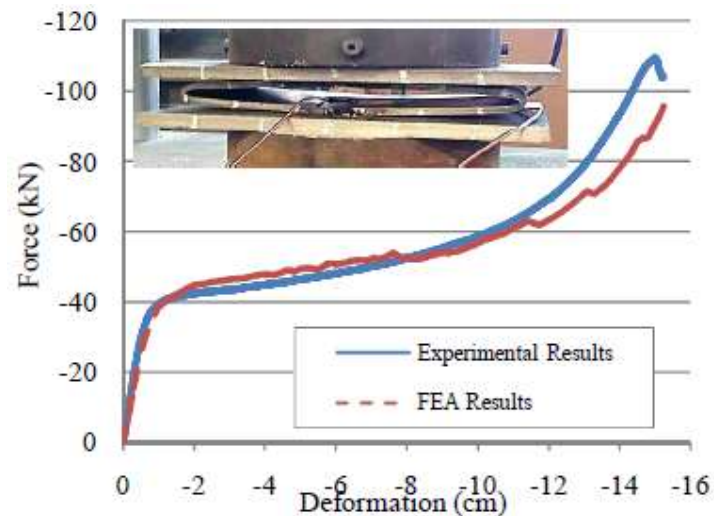 -120
-100
-80
-60
-40
-20
0
Force (kN)
Experimental Results
FEA Results
0 -2 -4 -6 -8 -10 -12 -14 -16
Deformation (cm)